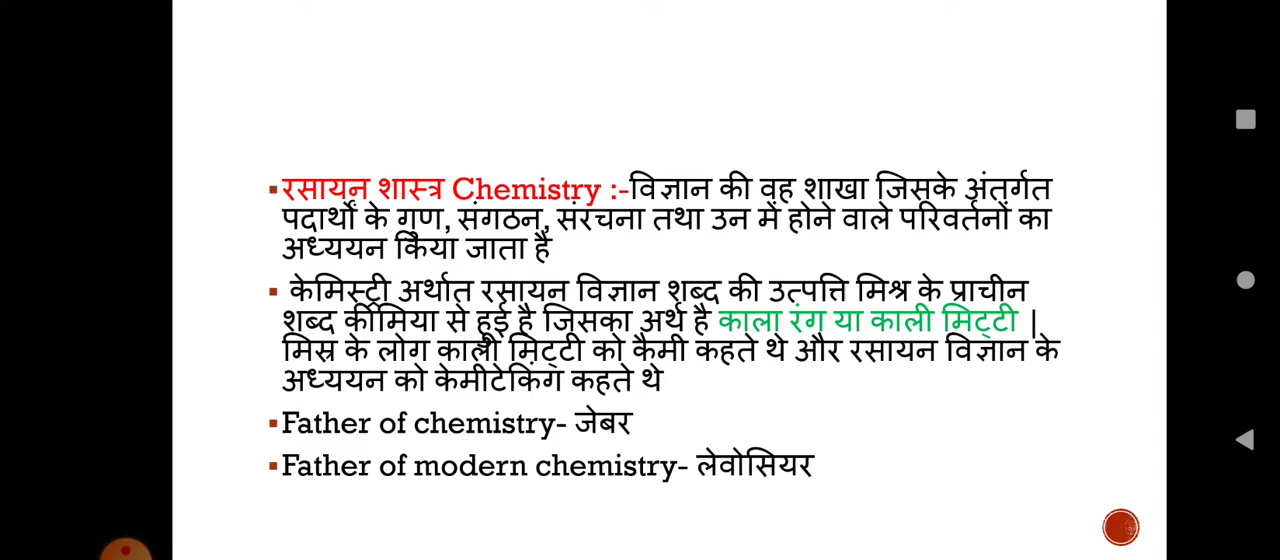 ▪रसायन शास्त्र Chemistry :-विज्ञान की वह शाखा जिसके अंतर्गत
पदार्थों के गुण, संगठन, संरचना तथा उन में होने वाले परिवर्तनों का
अध्ययन किया जाता है
▪ केमिस्ट्री अर्थात रसायन विज्ञान शब्द की उत्पत्ति मिश्र के प्राचीन
शब्द कीमिया से हुई है जिसका अर्थ है काला रंग या काली मिट्टी |
मिस्र के लोग काली मिट्टी को कैमी कहते थे और रसायन विज्ञान के
अध्ययन को केमीटेकिंग कहते थे
▪Father of chemistry- जेबर
▪Father of modern chemistry- लेवोसियर